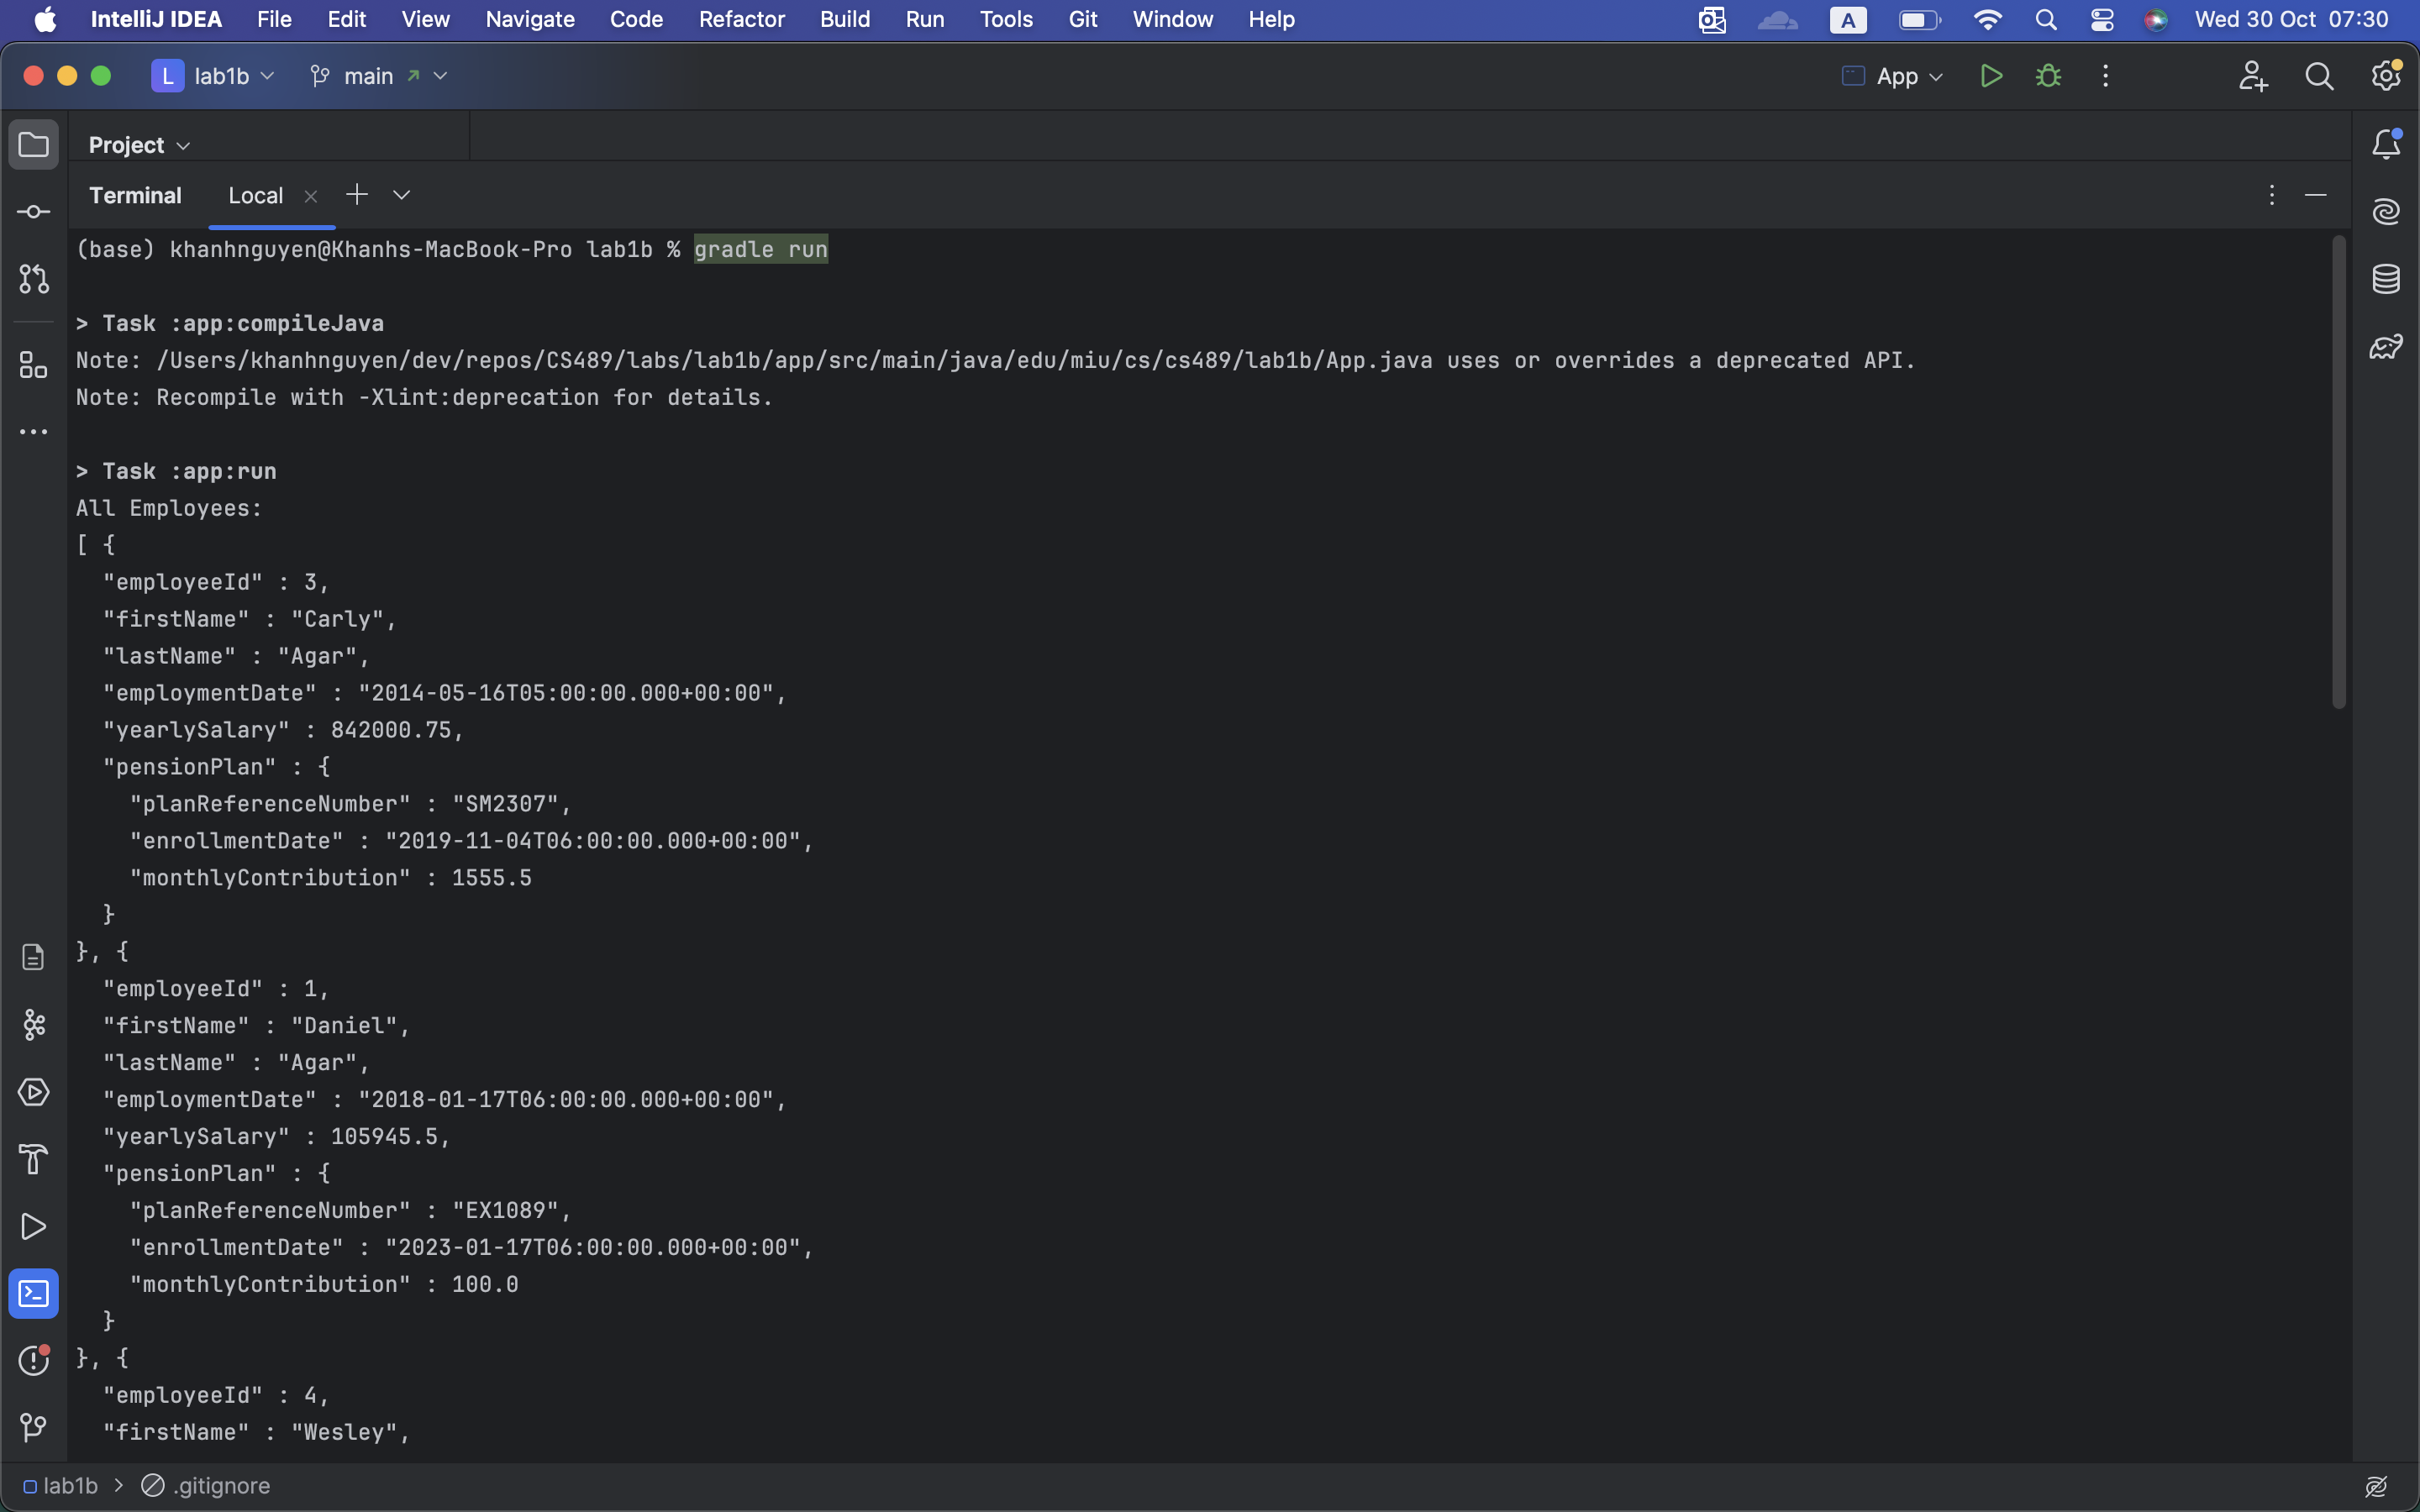 IntelliJ IDEA File Edit View Navigate Code Refactor Build Run Tools Git Window Help A Wed 30 Oct 07:30
L lab1b main App
Project
Terminal Local
(base) khanhnguyen@Khanhs-MacBook-Pro lab1b % gradle run
> Task :app:compileJava
Note: /Users/khanhnguyen/dev/repos/CS489/labs/lab1b/app/src/main/java/edu/miu/cs/cs489/lab1b/App.java uses or overrides a deprecated API.
Note: Recompile with -Xlint:deprecation for details.
> Task :app:run
All Employees:
[ {
  "employeeId" : 3,
  "firstName" : "Carly",
  "lastName" : "Agar",
  "employmentDate" : "2014-05-16T05:00:00.000+00:00",
  "yearlySalary" : 842000.75,
  "pensionPlan" : {
    "planReferenceNumber" : "SM2307",
    "enrollmentDate" : "2019-11-04T06:00:00.000+00:00",
    "monthlyContribution" : 1555.5
  }
}, {
  "employeeId" : 1,
  "firstName" : "Daniel",
  "lastName" : "Agar",
  "employmentDate" : "2018-01-17T06:00:00.000+00:00",
  "yearlySalary" : 105945.5,
  "pensionPlan" : {
    "planReferenceNumber" : "EX1089",
    "enrollmentDate" : "2023-01-17T06:00:00.000+00:00",
    "monthlyContribution" : 100.0
  }
}, {
  "employeeId" : 4,
  "firstName" : "Wesley",
lab1b > .gitignore